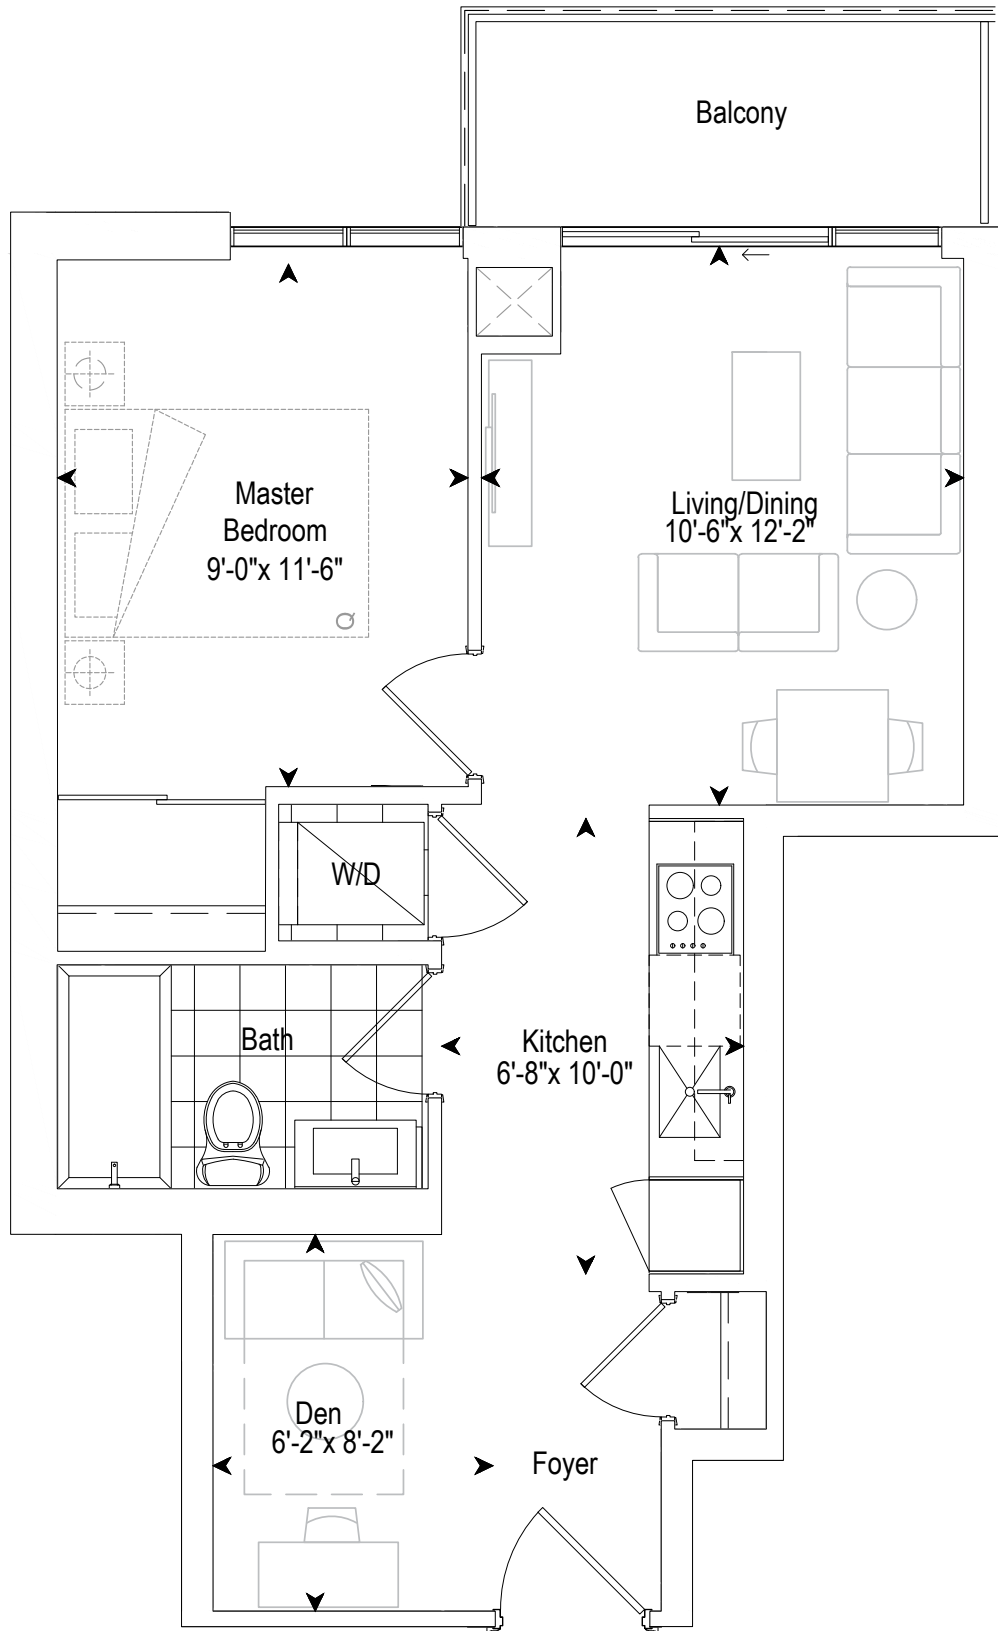 Balcony
Master
Bedroom
9'-0"x 11'-6"
Living/Dining
10'-6"x 12'-2"
Q
W/D
Bath
Kitchen
6'-8"x 10'-0"
Den
6'-2"x 8'-2"
Foyer